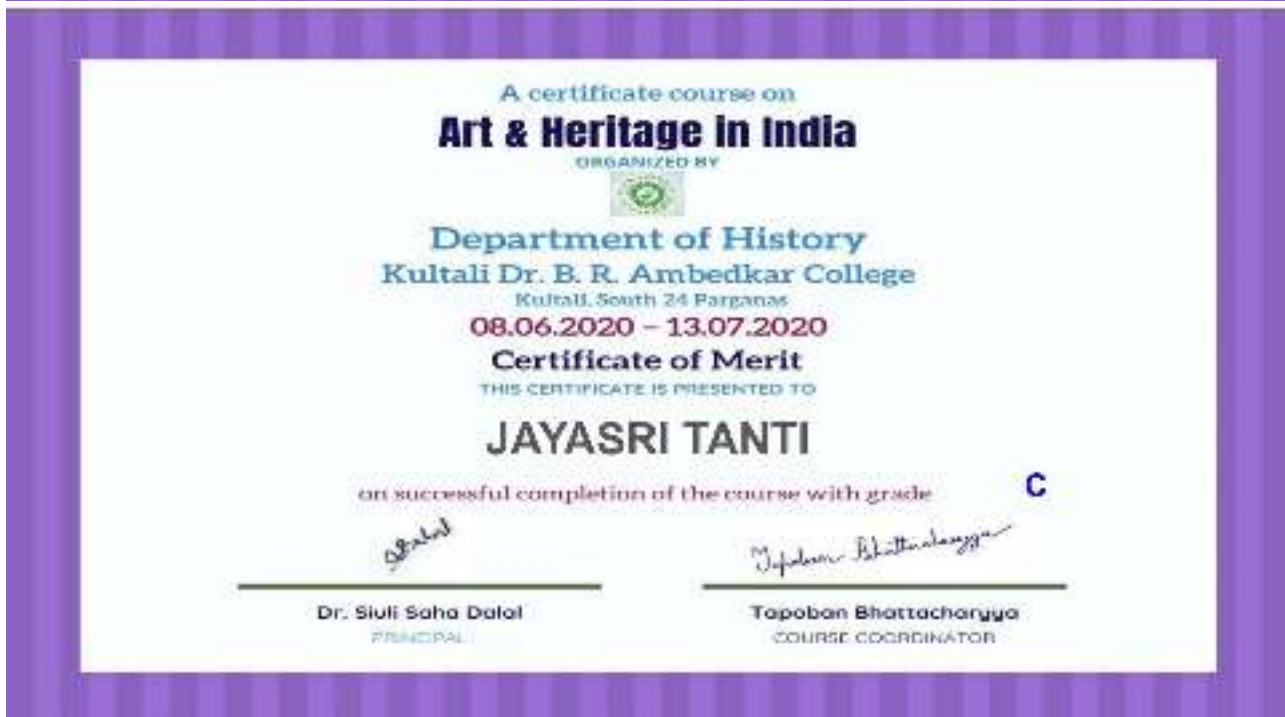 A certificate course on
Art & Heritage in India
ORGANIZED BY
Department of History
Kultali Dr. B. R. Ambedkar College
Kultali, South 24 Parganas
08.06.2020 – 13.07.2020
Certificate of Merit
THIS CERTIFICATE IS PRESENTED TO
JAYASRI TANTI
on successful completion of the course with grade C
Tapoban Bhattacharyya
Dr. Siuli Saha Dalal
Tapoban Bhattacharyya
PRINCIPAL
COURSE COORDINATOR